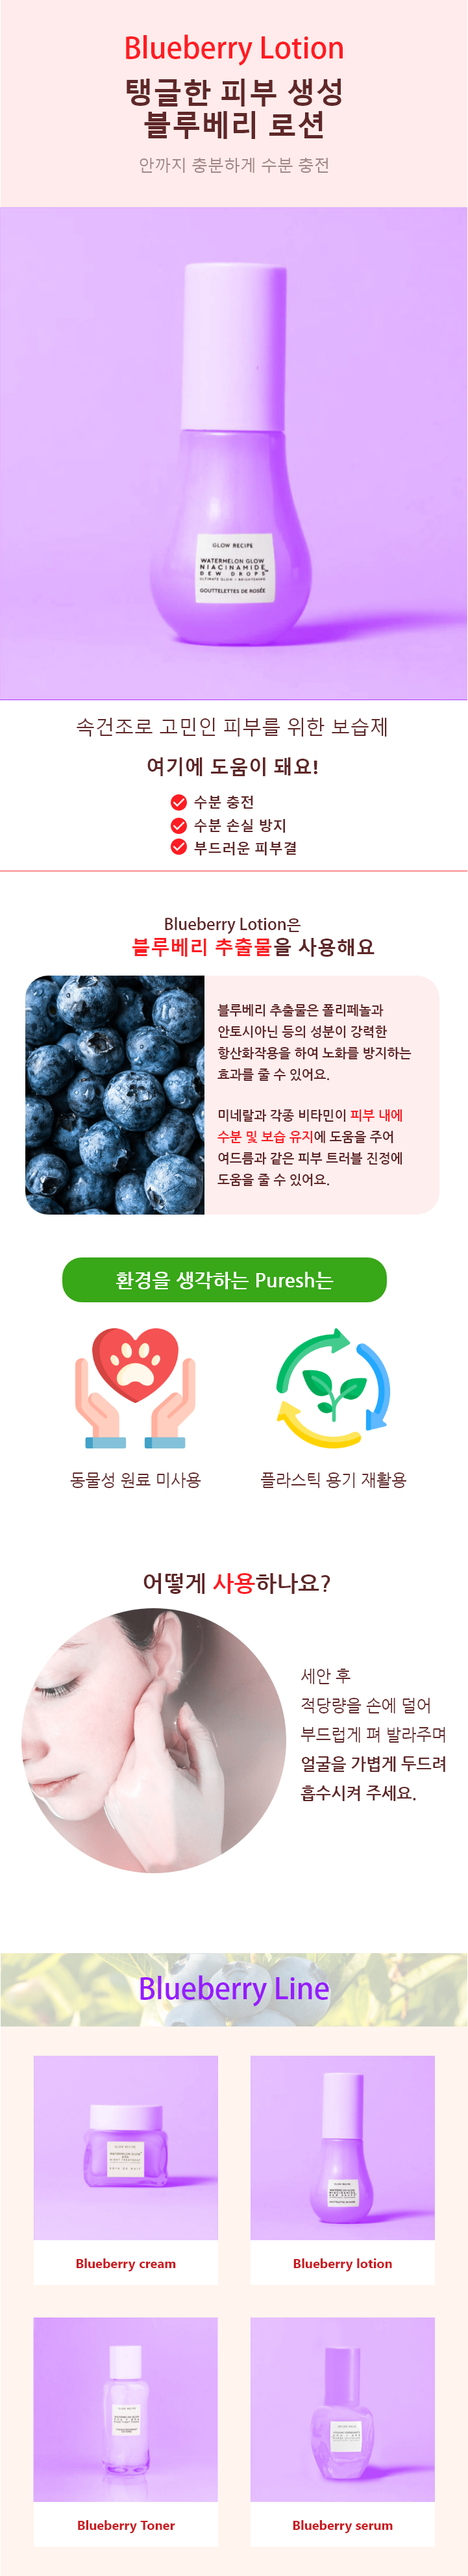 Blueberry Lotion
탱글한 피부 생성
블루베리 로션
안까지 충분하게 수분 충전
GLOW RECIPE
WATERMELON GLOW
NIACINAMIDE
DEW DROPS™
ULTIMATE GLOW + BRIGHTENING
GOUTTELETTES DE ROSÉE
속건조로 고민인 피부를 위한 보습제
여기에 도움이 돼요!
수분 충전
수분 손실 방지
부드러운 피부결
Blueberry Lotion은
블루베리 추출물을 사용해요
블루베리 추출물은 폴리페놀과
안토시아닌 등의 성분이 강력한
항산화작용을 하여 노화를 방지하는
효과를 줄 수 있어요.
미네랄과 각종 비타민이 피부 내에
수분 및 보습 유지에 도움을 주어
여드름과 같은 피부 트러블 진정에
도움을 줄 수 있어요.
환경을 생각하는 Puresh는
동물성 원료 미사용
플라스틱 용기 재활용
어떻게 사용하나요?
세안 후
적당량을 손에 덜어
부드럽게 펴 발라주며
얼굴을 가볍게 두드려
흡수시켜 주세요.
Blueberry Line
GLOW RECIPE
Blueberry cream
Blueberry lotion
Blueberry Toner
Blueberry serum